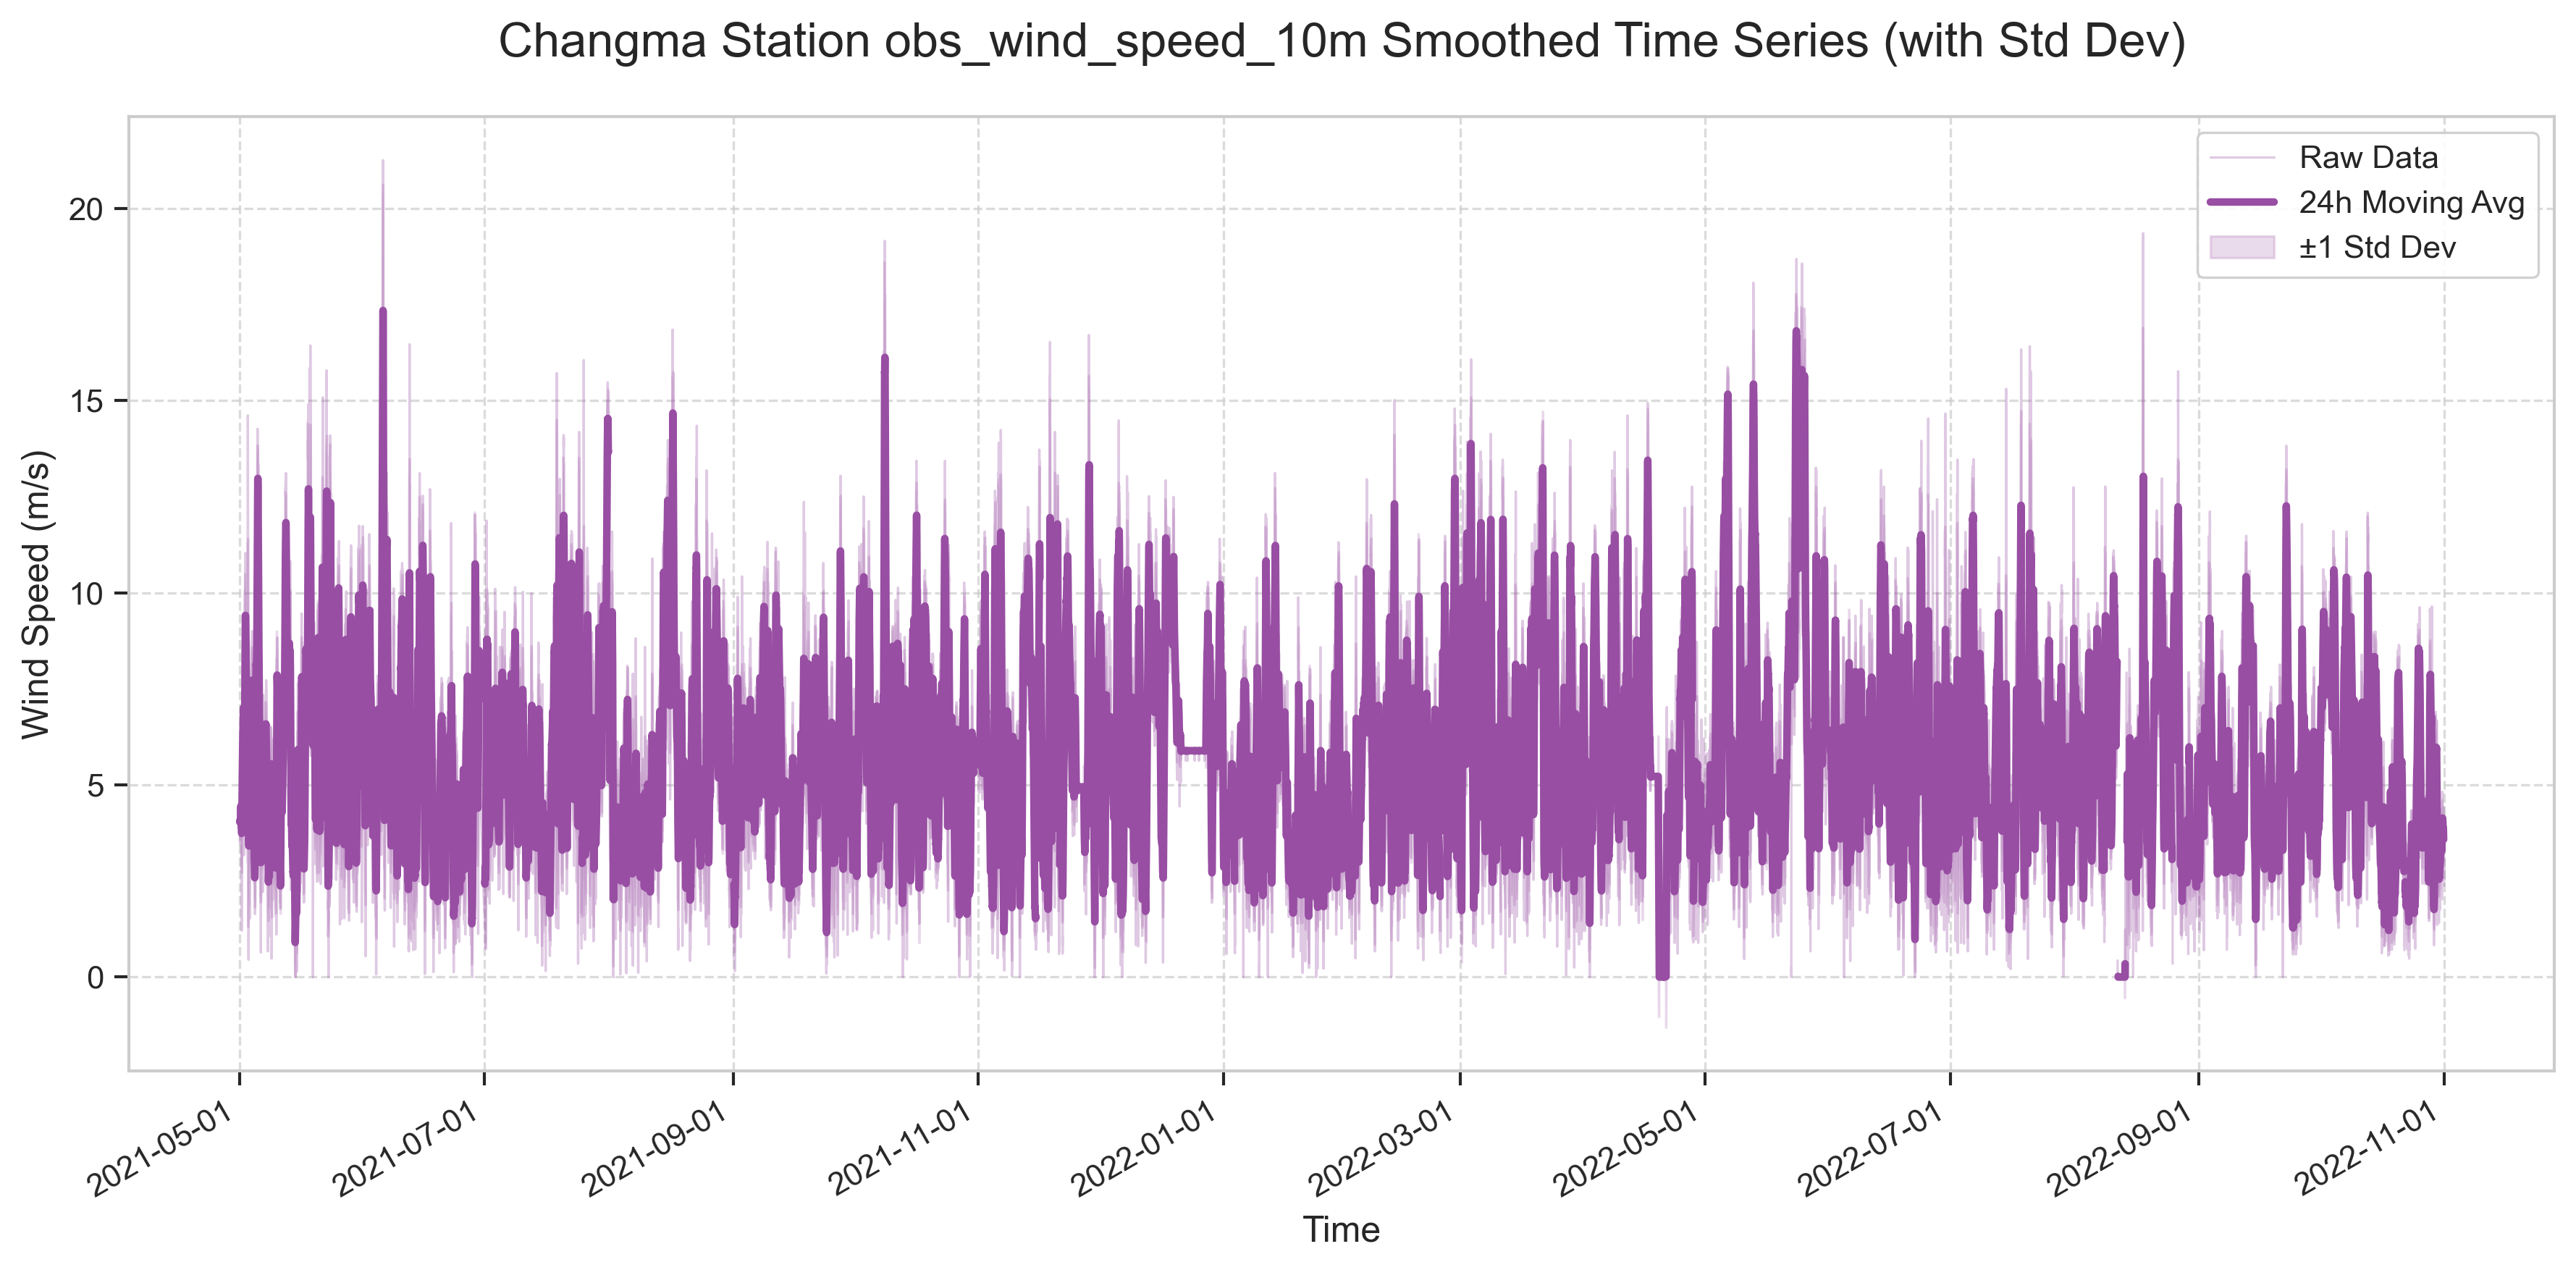 Changma Station obs_wind_speed_10m Smoothed Time Series (with Std Dev)
Raw Data
24h Moving Avg
±1 Std Dev
Wind Speed (m/s)
20
15
10
5
0
2021-05-01
2021-07-01
2021-09-01
2021-11-01
2022-01-01
2022-03-01
2022-05-01
2022-07-01
2022-09-01
2022-11-01
Time